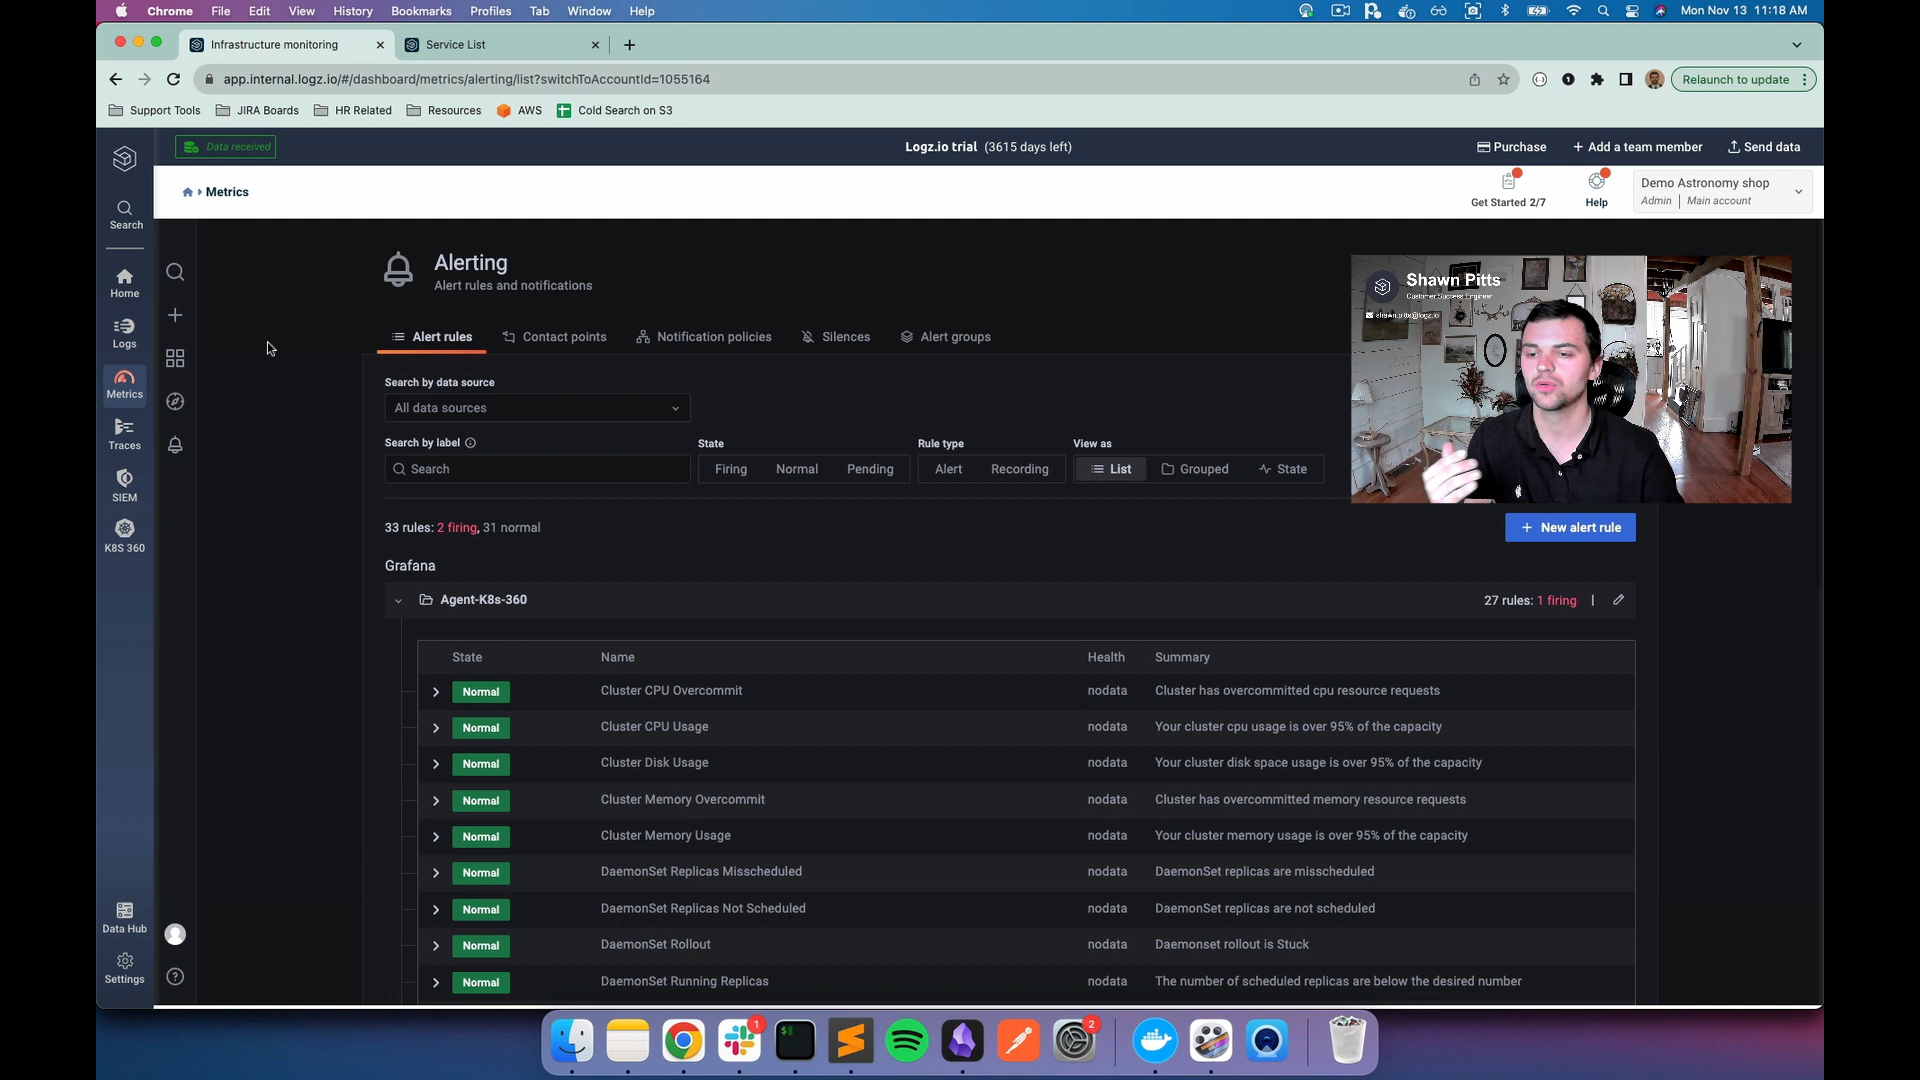 Chrome File Edit View History Bookmarks Profiles Tab Window Help
Mon Nov 13 11:18 AM
Infrastructure monitoring
Service List
app.internal.logz.io/#/dashboard/metrics/alerting/list?switchToAccountId=1055164
Relaunch to update
Support Tools JIRA Boards HR Related Resources AWS Cold Search on S3
Data received
Logz.io trial (3615 days left)
Purchase + Add a team member Send data
Metrics
Get Started 2/7
Help
Demo Astronomy shop
Admin | Main account
Search
Home
Logs
Metrics
Traces
SIEM
K8S 360
Data Hub
Settings
Alerting
Alert rules and notifications
Shawn Pitts
Customer Success Engineer
shawn.pitts@logz.io
Alert rules Contact points Notification policies Silences Alert groups
Search by data source
All data sources
Search by label State Rule type View as
Search Firing Normal Pending Alert Recording List Grouped State
33 rules: 2 firing, 31 normal
+ New alert rule
Grafana
Agent-K8s-360 27 rules: 1 firing |
State Name Health Summary
Normal Cluster CPU Overcommit nodata Cluster has overcommitted cpu resource requests
Normal Cluster CPU Usage nodata Your cluster cpu usage is over 95% of the capacity
Normal Cluster Disk Usage nodata Your cluster disk space usage is over 95% of the capacity
Normal Cluster Memory Overcommit nodata Cluster has overcommitted memory resource requests
Normal Cluster Memory Usage nodata Your cluster memory usage is over 95% of the capacity
Normal DaemonSet Replicas Misscheduled nodata DaemonSet replicas are misscheduled
Normal DaemonSet Replicas Not Scheduled nodata DaemonSet replicas are not scheduled
Normal DaemonSet Rollout nodata Daemonset rollout is Stuck
Normal DaemonSet Running Replicas nodata The number of scheduled replicas are below the desired number
1
$
2